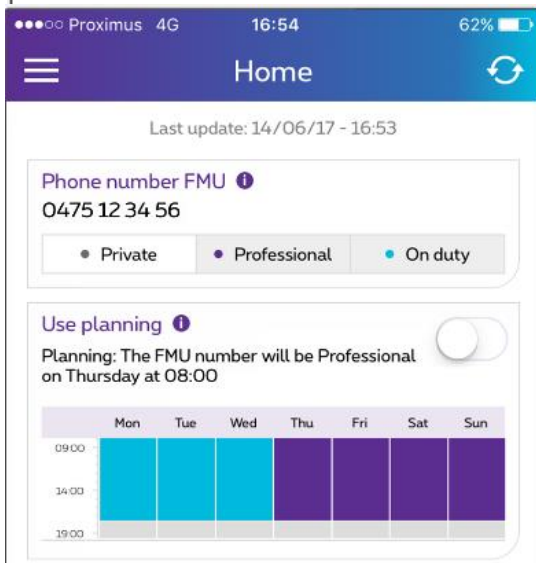 Proximus 4G 16:54 62%
Home
Last update: 14/06/17 - 16:53
Phone number FMU
0475 12 34 56
Private Professional On duty
Use planning
Planning: The FMU number will be Professional
on Thursday at 08:00
Mon Tue Wed Thu Fri Sat Sun
09:00
14:00
19:00